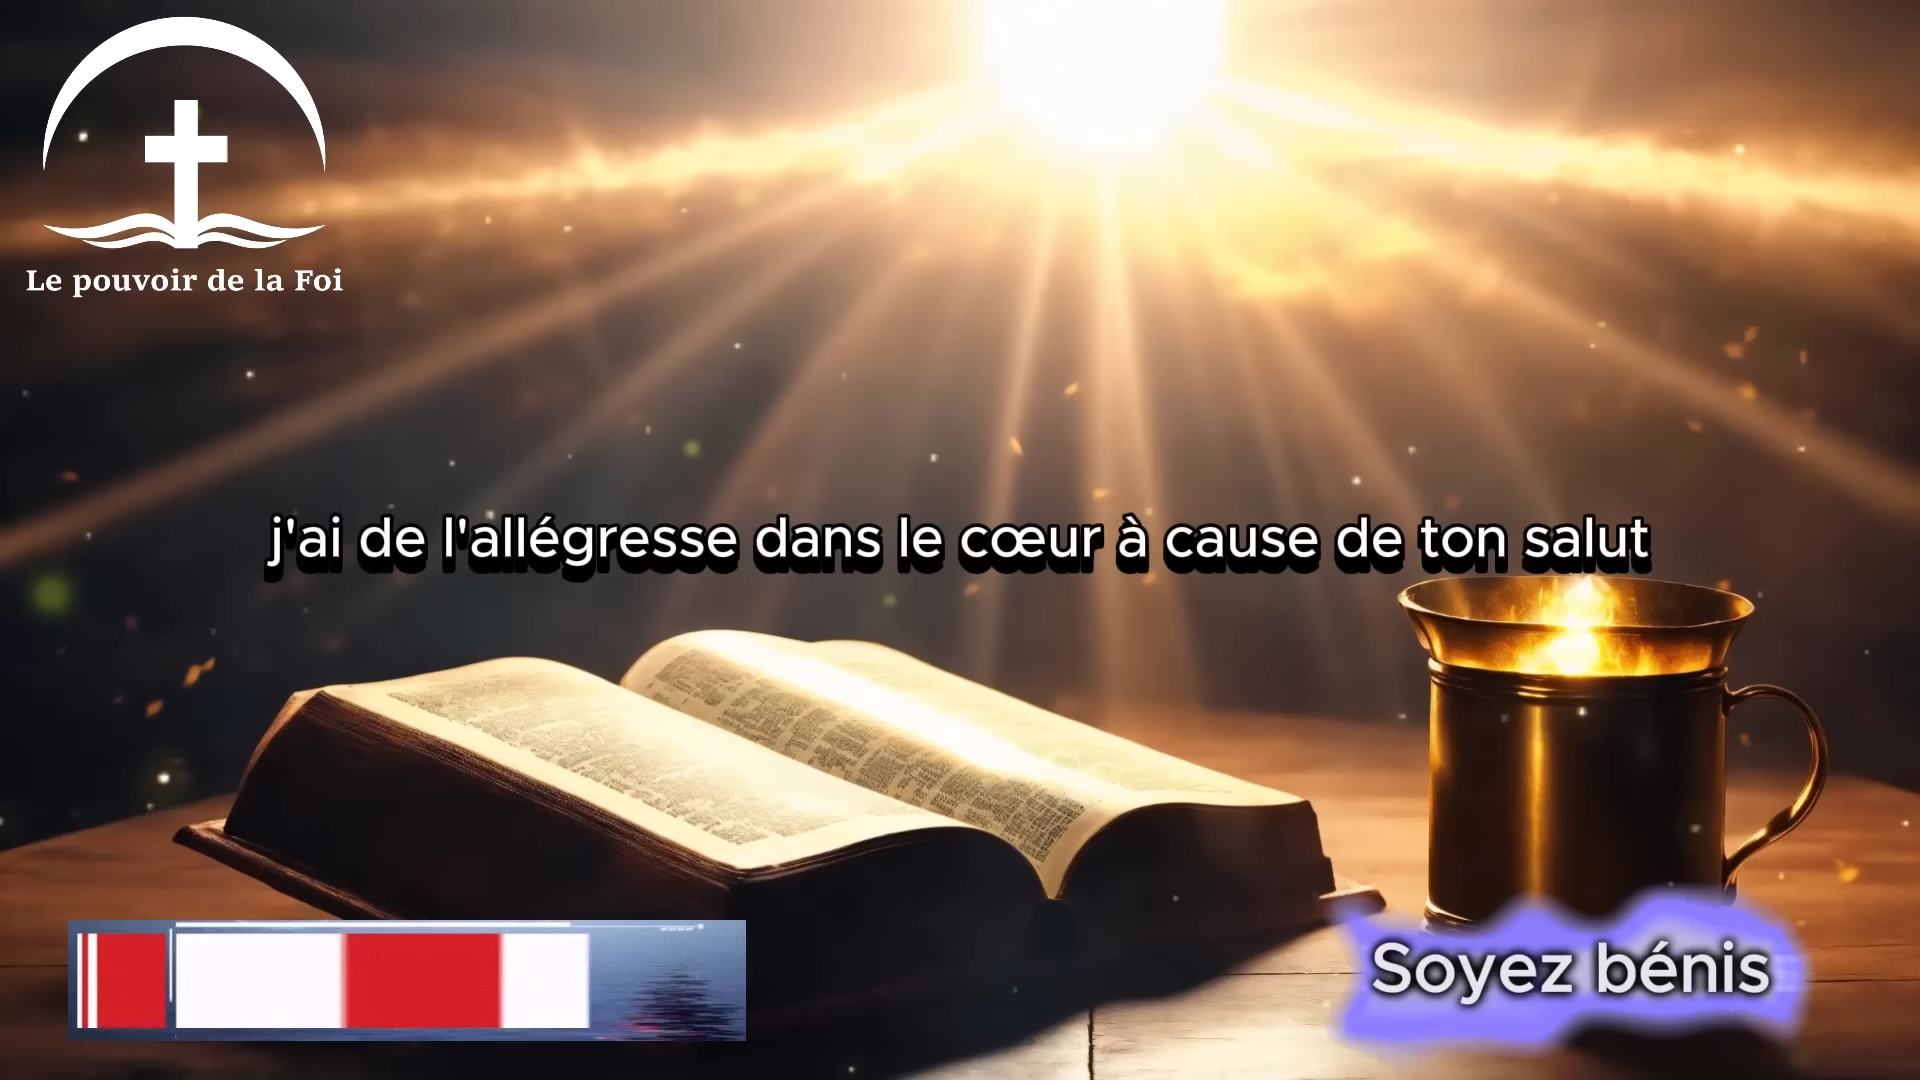 Le pouvoir de la Foi
j'ai de l'allégresse dans le cœur à cause de ton salut
Soyez bénis